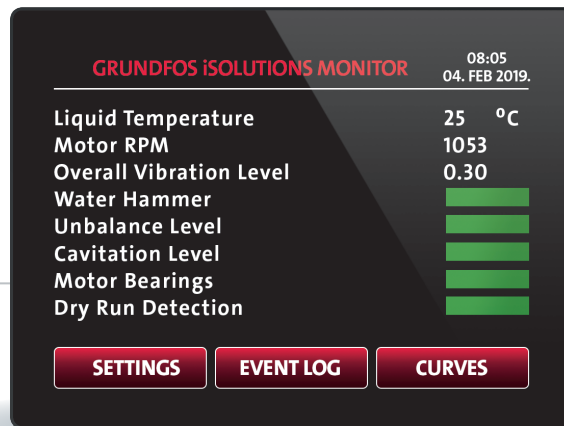 GRUNDFOS iSOLUTIONS MONITOR
08:05
04. FEB 2019.
Liquid Temperature 25 ºC
Motor RPM 1053
Overall Vibration Level 0.30
Water Hammer
Unbalance Level
Cavitation Level
Motor Bearings
Dry Run Detection
SETTINGS EVENT LOG CURVES